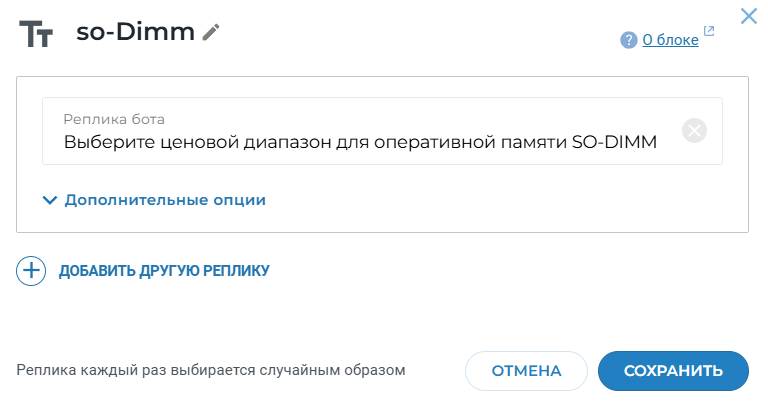 so-Dimm
О блоке
Реплика бота
Выберите ценовой диапазон для оперативной памяти SO-DIMM
Дополнительные опции
ДОБАВИТЬ ДРУГУЮ РЕПЛИКУ
Реплика каждый раз выбирается случайным образом
ОТМЕНА
СОХРАНИТЬ